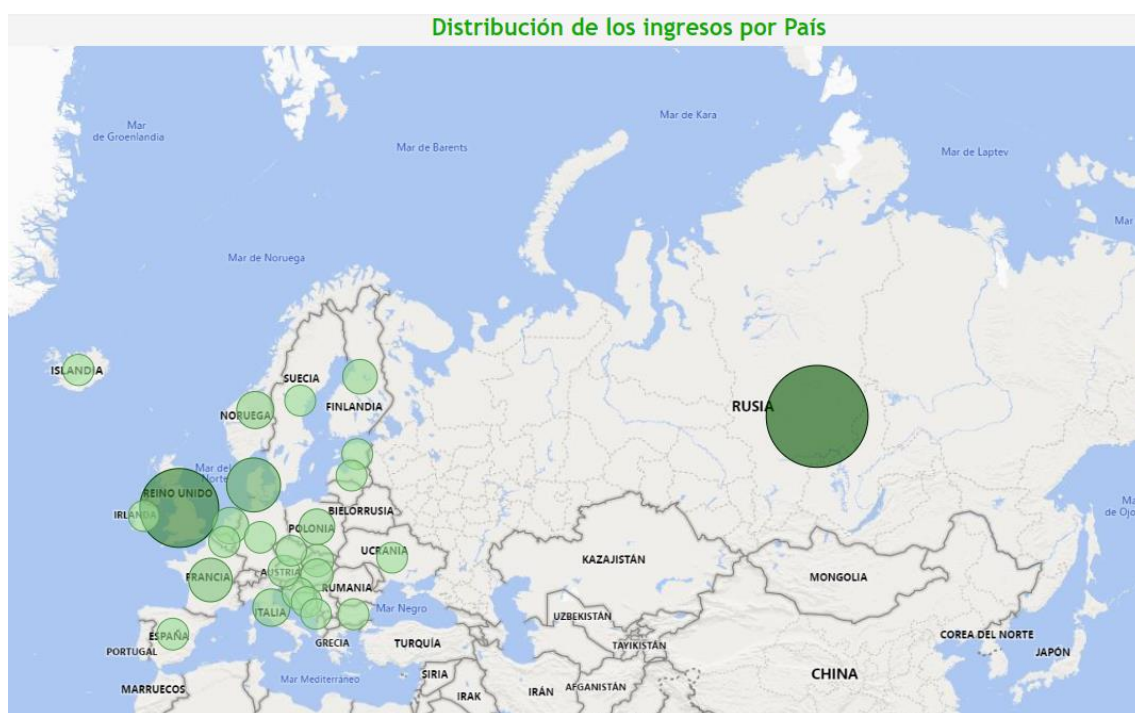 Distribución de los ingresos por País
Mar de Kara
Mar
de Groenlandia
Mar de Barents
Mar de Laptev
Mar
Mar de Noruega
ISLANDIA
SUECIA
FINLANDIA
NORUEGA
RUSIA
Mar del
Norte
REINO UNIDO
IRLANDA
BIELORRUSIA
POLONIA
UCRANIA
KAZAJISTÁN
MONGOLIA
FRANCIA
AUSTRIA
RUMANIA
ITALIA
Mar Negro
UZBEKISTÁN
ESPAÑA
PORTUGAL
GRECIA
TURQUÍA
TAYIKISTÁN
COREA DEL NORTE
JAPÓN
Mar Mediterráneo
SIRIA
CHINA
MARRUECOS
IRAK
IRÁN
AFGANISTÁN
de Ojo